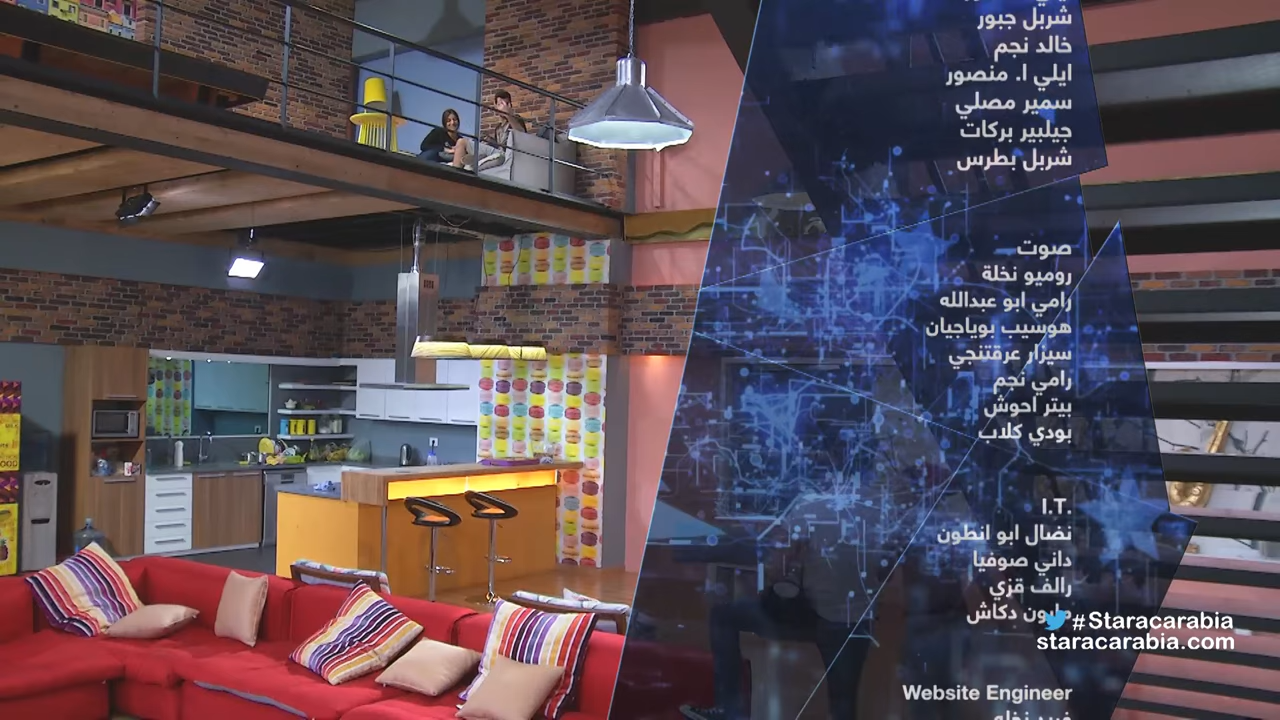 شربل جبور
خالد نجم
ايلي ا. منصور
سمير مصلي
جيلبير بركات
شربل بطرس
صوت
روميو نخلة
رامي ابو عبدالله
هوسيب بوياجيان
سيرار عرقتنجي
رامي نجم
بيتر احوش
بودي كلاب
I.T.
نضال ابو انطون
داني صوفيا
رالف قزي
دكاش
#Staracarabia
staracarabia.com
Website Engineer